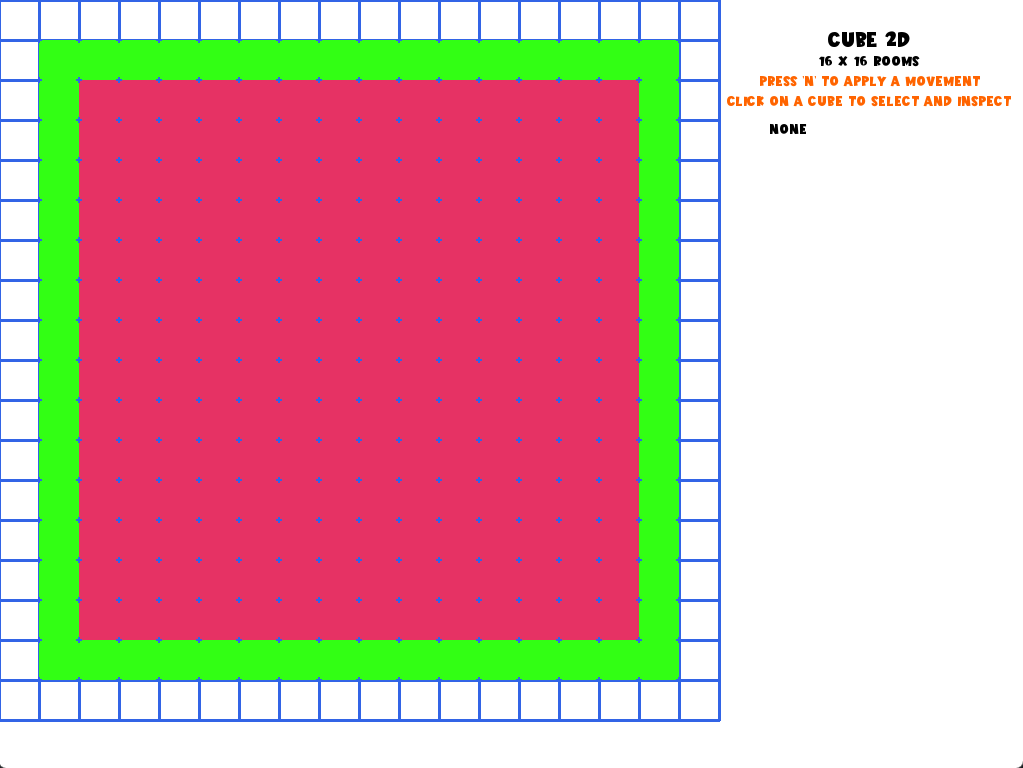 CUBE 2D
16 X 16 ROOMS
PRESS 'N' TO APPLY A MOVEMENT
CLICK ON A CUBE TO SELECT AND INSPECT
NONE